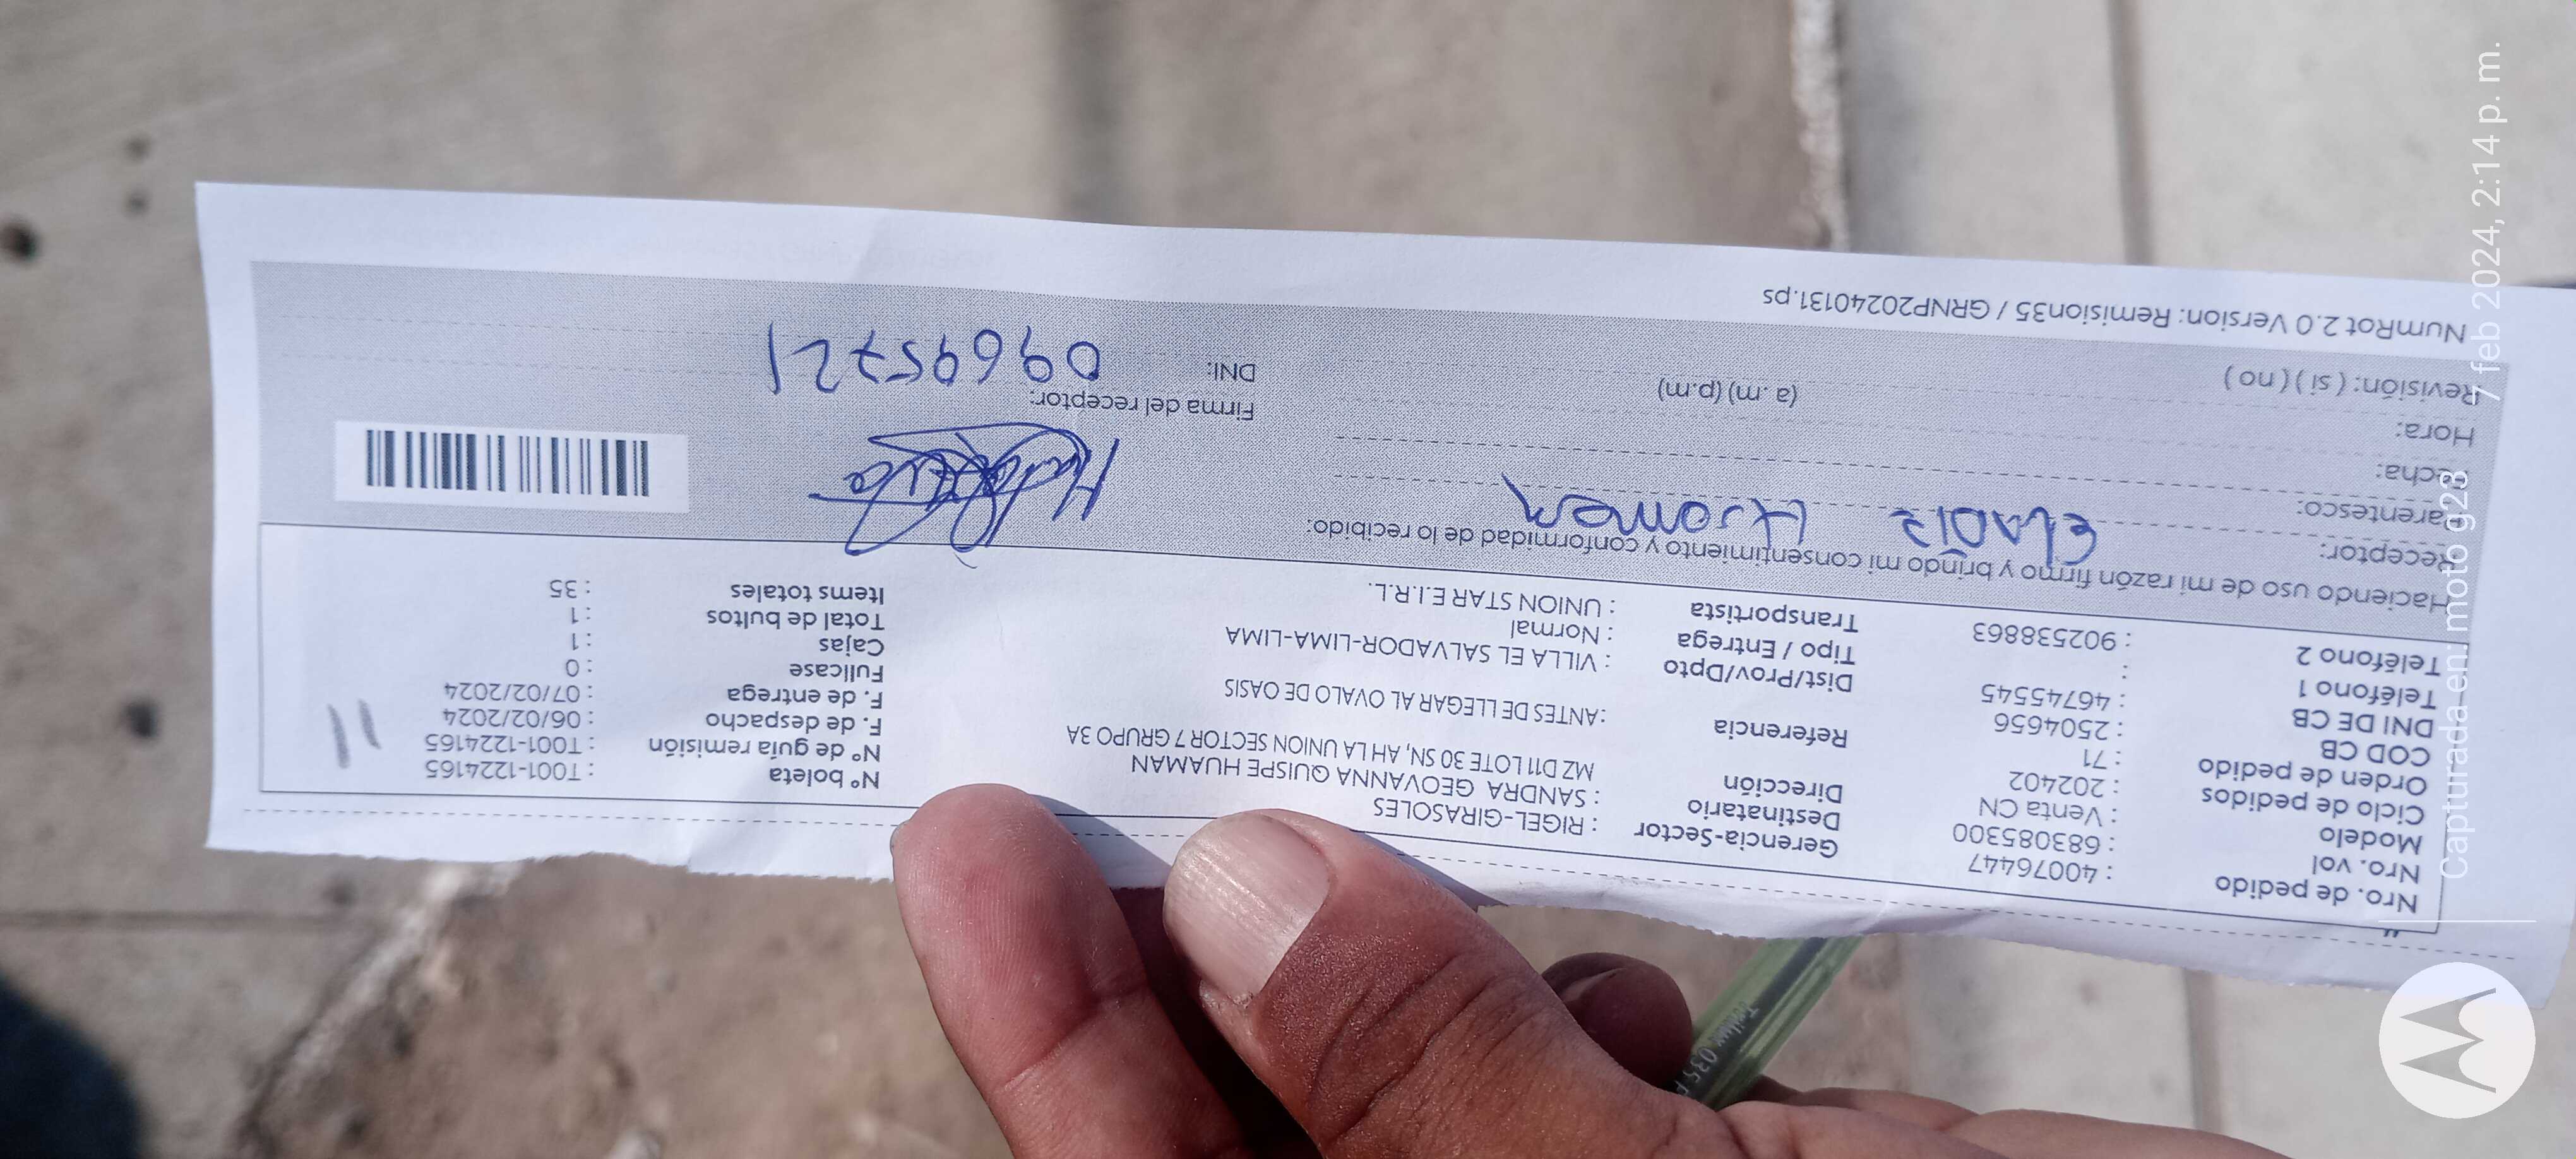 Nro. de pedido : 40076447
Nro. vol : 683085300
Modelo : Venta CN
Ciclo de pedidos : 202402
Orden de pedido : 71
COD CB : 2504656
DNI DE CB : 46745545
Teléfono 1 :
Teléfono 2 : 902538863
Gerencia-Sector : RIGEL-GIRASOLES
Destinatario : SANDRA GEOVANNA QUISPE HUAMAN
Dirección MZ D11 LOTE 30 SN, AH LA UNION SECTOR 7 GRUPO 3A
Referencia : ANTES DE LLEGAR AL OVALO DE OASIS
Dist/Prov/Dpto : VILLA EL SALVADOR-LIMA-LIMA
Tipo / Entrega : Normal
Transportista : UNION STAR E.I.R.L.
N° boleta : T001-1224165
N° de guía remisión : T001-1224165
F. de despacho : 06/02/2024
F. de entrega : 07/02/2024
Fullcase : 0
Cajas : 1
Total de bultos : 1
Items totales : 35
11
Haciendo uso de mi razón firmo y brindo mi consentimiento y conformidad de lo recibido:
Receptor:
Parentesco:
Fecha:
Hora: (a .m) (p.m)
Revisión: ( si ) ( no )
Firma del receptor:
DNI: 09695721
NumRot 2.0 Version: Remision35 / GRNP20240131.ps
Capturada en: moto g23
7 feb 2024, 2:14 p. m.